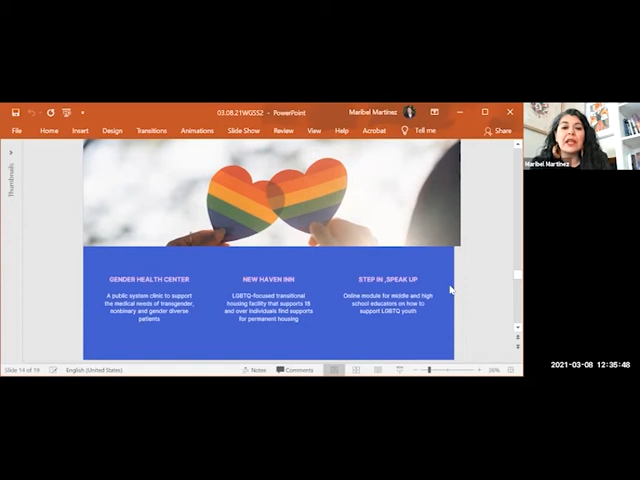 03.08.21WGSS2 - PowerPoint
Maribel Martinez
File Home Insert Design Transitions Animations Slide Show Review View Help Acrobat Tell me Share
Thumbnails
Maribel Martinez
GENDER HEALTH CENTER
A public system clinic to support
the medical needs of transgender,
nonbinary and gender diverse
patients
NEW HAVEN INN
LGBTQ-focused transitional
housing facility that supports 18
and over individuals find supports
for permanent housing
STEP IN ,SPEAK UP
Online module for middle and high
school educators on how to
support LGBTQ youth
Slide 14 of 19 English (United States) Notes Comments 36%
2021-03-08 12:35:48